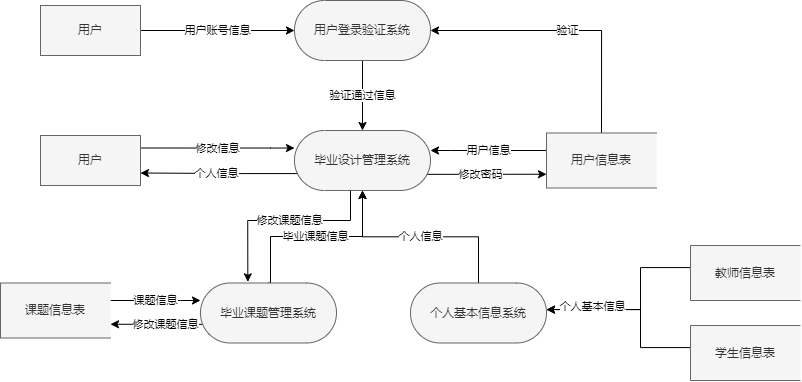 用户
用户账号信息
用户登录验证系统
验证
验证通过信息
用户
修改信息
个人信息
毕业设计管理系统
用户信息
修改密码
用户信息表
修改课题信息
毕业课题信息
个人信息
教师信息表
课题信息表
课题信息
修改课题信息
毕业课题管理系统
个人基本信息系统
个人基本信息
学生信息表